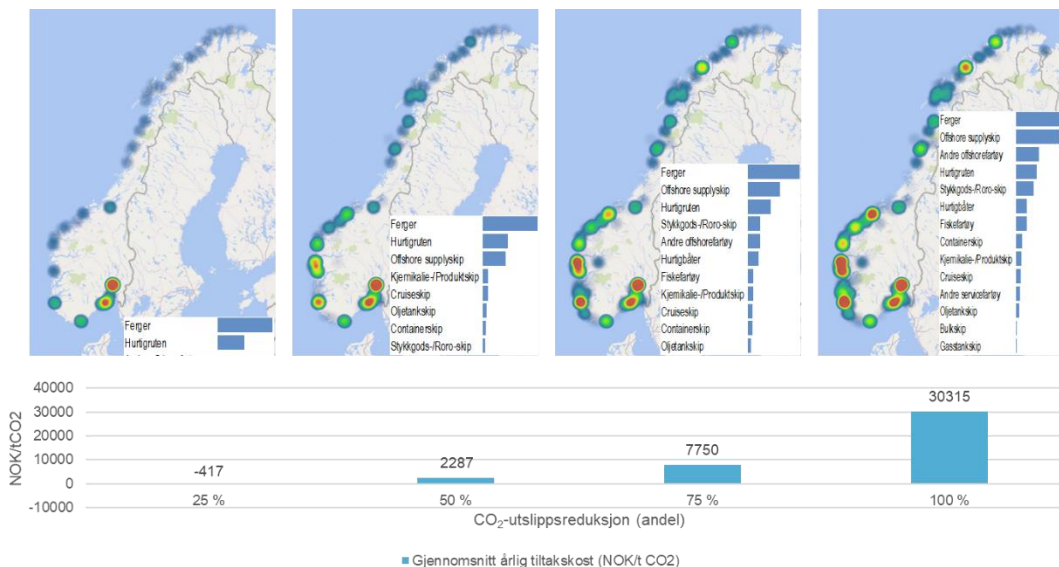 Ferger
Hurtigruten
Ferger
Hurtigruten
Offshore supplyskip
Kjemikalie-/Produktskip
Cruiseskip
Oljetankskip
Containerskip
Stykkgods-/Roro-skip
Ferger
Offshore supplyskip
Hurtigruten
Stykkgods-/Roro-skip
Andre offshorefartøy
Hurtigbåter
Fiskefartøy
Kjemikalie-/Produktskip
Cruiseskip
Containerskip
Oljetankskip
Ferger
Offshore supplyskip
Andre offshorefartøy
Hurtigruten
Stykkgods-/Roro-skip
Hurtigbåter
Fiskefartøy
Containerskip
Kjemikalie-/Produktskip
Cruiseskip
Andre servicefartøy
Oljetankskip
Bulkskip
Gasstankskip
NOK/tCO2
40000
30000
20000
10000
0
-10000
-417
2287
7750
30315
25 %
50 %
75 %
100 %
CO₂-utslippsreduksjon (andel)
Gjennomsnitt årlig tiltakskost (NOK/t CO2)